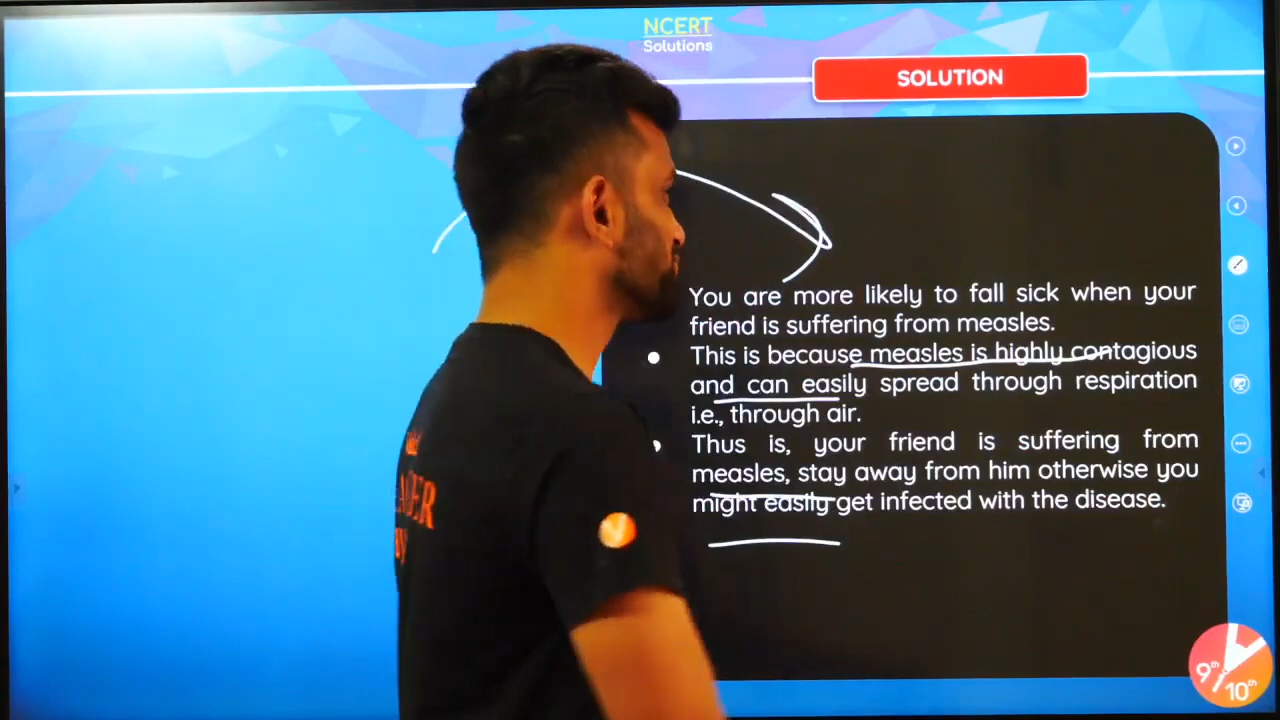 NCERT
Solutions
SOLUTION
You are more likely to fall sick when your
friend is suffering from measles.
This is because measles is highly contagious
and can easily spread through respiration
i.e., through air.
Thus is, your friend is suffering from
measles, stay away from him otherwise you
might easily get infected with the disease.
9th/10th